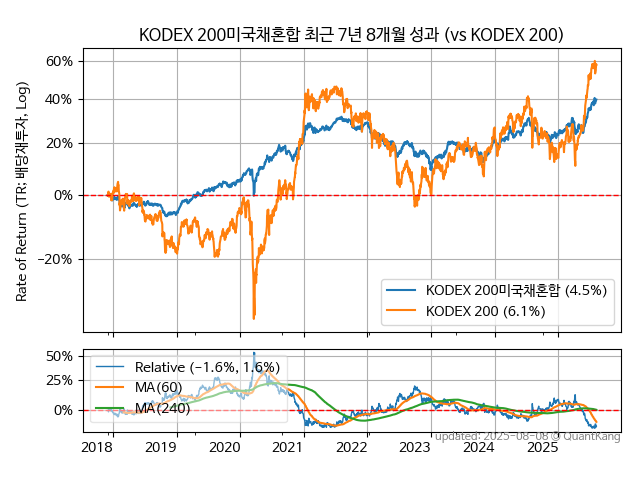 KODEX 200미국채혼합 최근 7년 8개월 성과 (vs KODEX 200)
Rate of Return (TR: 배당재투자, Log)
60%
40%
20%
0%
−20%
KODEX 200미국채혼합 (4.5%)
KODEX 200 (6.1%)
50%
25%
0%
Relative (−1.6%, 1.6%)
MA(60)
MA(240)
2018 2019 2020 2021 2022 2023 2024 2025
updated: 2025-08-08 © QuantKang